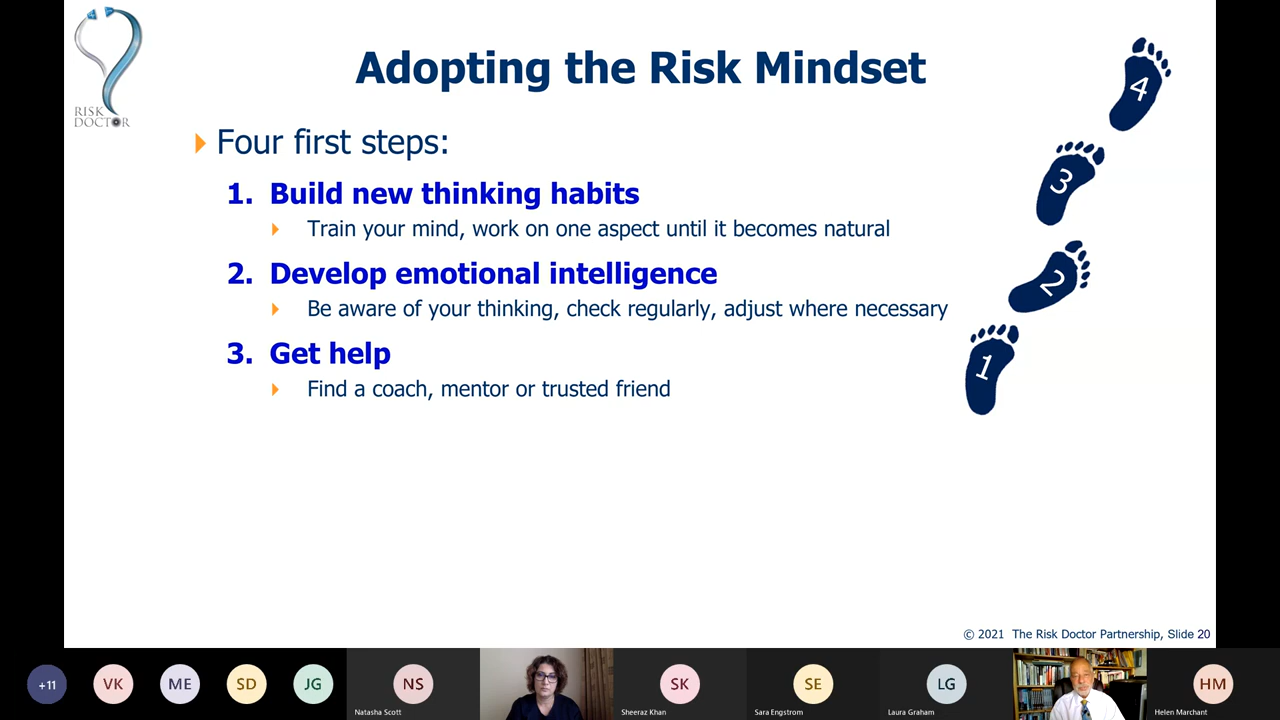 RISK
DOCTOR
Adopting the Risk Mindset
Four first steps:
1. Build new thinking habits
Train your mind, work on one aspect until it becomes natural
2. Develop emotional intelligence
Be aware of your thinking, check regularly, adjust where necessary
3. Get help
Find a coach, mentor or trusted friend
4
3
2
1
© 2021 The Risk Doctor Partnership, Slide 20
+11
VK
ME
SD
JG
NS
SK
SE
LG
HM
Natasha Scott
Sheeraz Khan
Sara Engstrom
Laura Graham
Helen Marchant